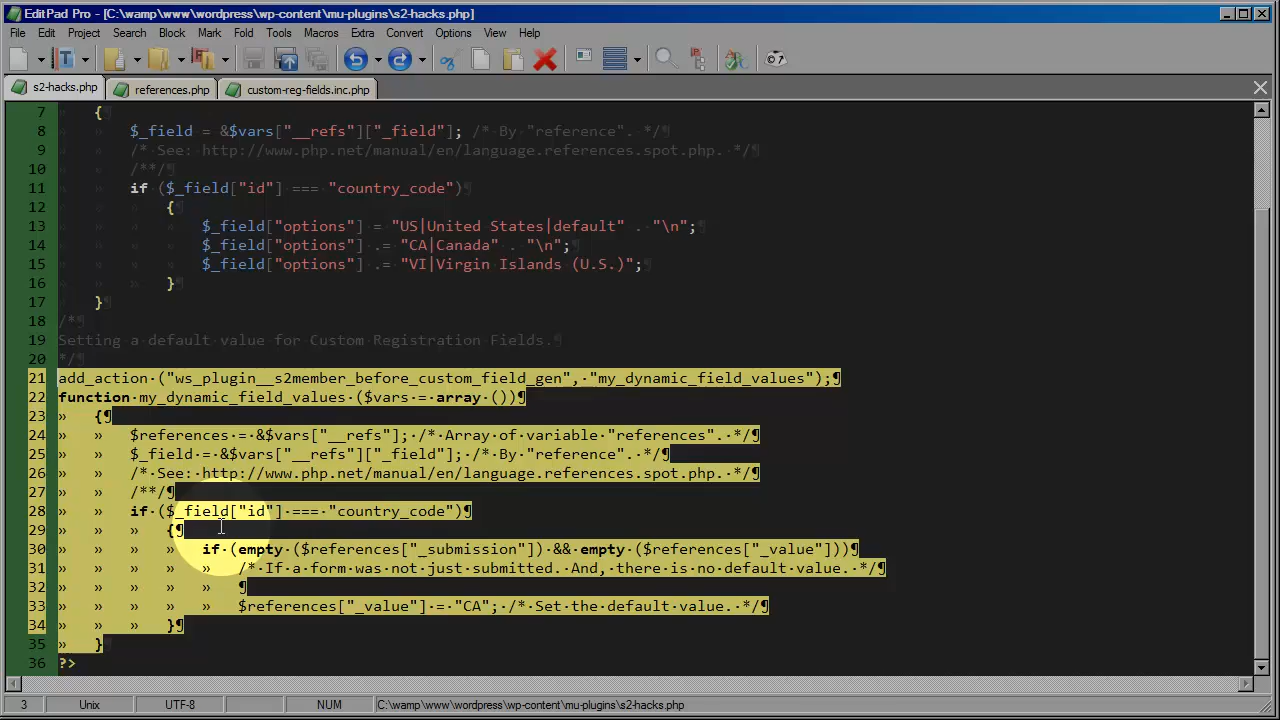 EditPad Pro - [C:\wamp\www\wordpress\wp-content\mu-plugins\s2-hacks.php]
File Edit Project Search Block Mark Fold Tools Macros Extra Convert Options View Help
s2-hacks.php references.php custom-reg-fields.inc.php
7 {
8 $_field = &$vars["__refs"]["_field"]; /* By "reference". */
9 /* See: http://www.php.net/manual/en/language.references.spot.php. */
10 /**/
11 if ($_field["id"] === "country_code")
12 {
13 $_field["options"] = "US|United States|default" . "\n";
14 $_field["options"] .= "CA|Canada" . "\n";
15 $_field["options"] .= "VI|Virgin Islands (U.S.)";
16 }
17 }
18 /*
19 Setting a default value for Custom Registration Fields.
20 */
21 add_action ("ws_plugin__s2member_before_custom_field_gen", "my_dynamic_field_values");
22 function my_dynamic_field_values ($vars = array ())
23 {
24 $references = &$vars["__refs"]; /* Array of variable "references". */
25 $_field = &$vars["__refs"]["_field"]; /* By "reference". */
26 /* See: http://www.php.net/manual/en/language.references.spot.php. */
27 /**/
28 if ($_field["id"] === "country_code")
29 {
30 if (empty ($references["_submission"]) && empty ($references["_value"]))
31 /* If a form was not just submitted. And, there is no default value. */
32
33 $references["_value"] = "CA"; /* Set the default value. */
34 }
35 }
36 ?>
3 Unix UTF-8 NUM C:\wamp\www\wordpress\wp-content\mu-plugins\s2-hacks.php